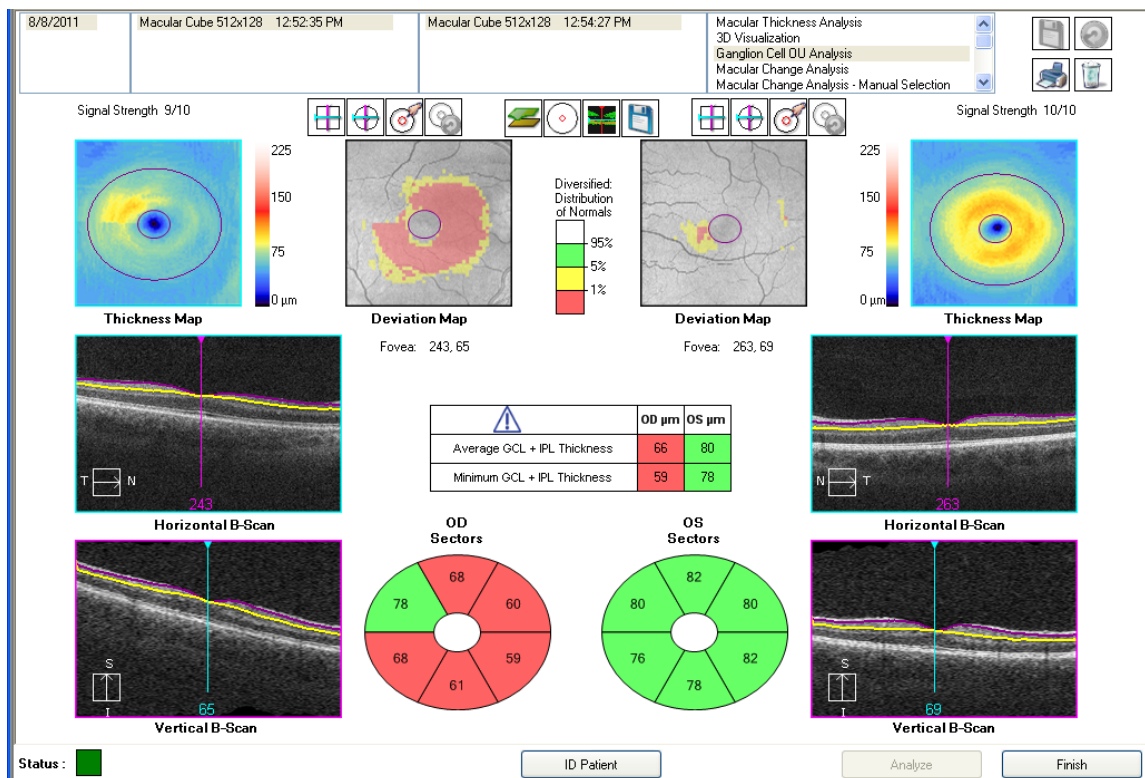 8/8/2011
Macular Cube 512x128 12:52:35 PM
Macular Cube 512x128 12:54:27 PM
Macular Thickness Analysis
3D Visualization
Ganglion Cell OU Analysis
Macular Change Analysis
Macular Change Analysis - Manual Selection
Signal Strength 9/10
Signal Strength 10/10
225
150
75
0 µm
Thickness Map
Deviation Map
Diversified:
Distribution
of Normals
95%
5%
1%
Deviation Map
225
150
75
0 µm
Thickness Map
Fovea: 243, 65
Fovea: 263, 69
OD µm OS µm
Average GCL + IPL Thickness 66 80
Minimum GCL + IPL Thickness 59 78
T N
243
Horizontal B-Scan
N T
263
Horizontal B-Scan
OD
Sectors
68
78
60
68
59
61
OS
Sectors
82
80
80
76
82
78
S
I
65
Vertical B-Scan
S
I
69
Vertical B-Scan
Status :
ID Patient
Analyze
Finish